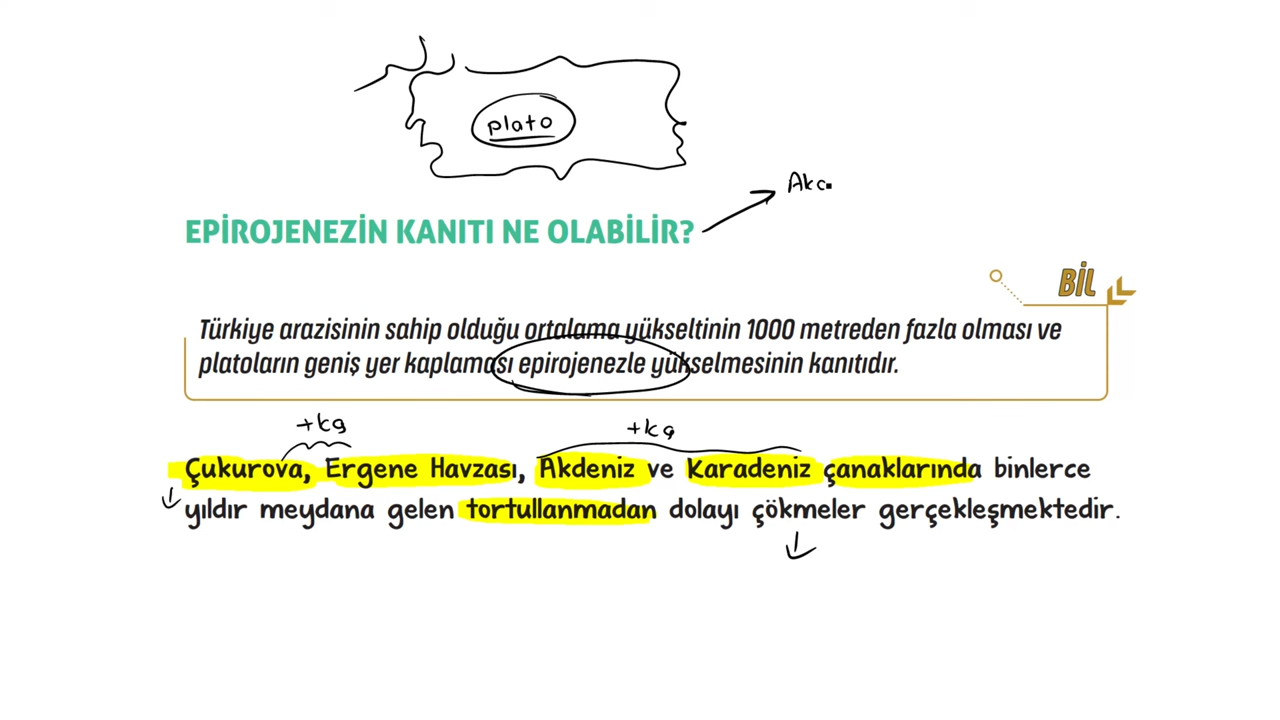 plato
Akc
EPİROJENEZİN KANITI NE OLABİLİR?
BİL
Türkiye arazisinin sahip olduğu ortalama yükseltinin 1000 metreden fazla olması ve
platoların geniş yer kaplaması epirojenezle yükselmesinin kanıtıdır.
+kg +kg
Çukurova, Ergene Havzası, Akdeniz ve Karadeniz çanaklarında binlerce
yıldır meydana gelen tortullanmadan dolayı çökmeler gerçekleşmektedir.